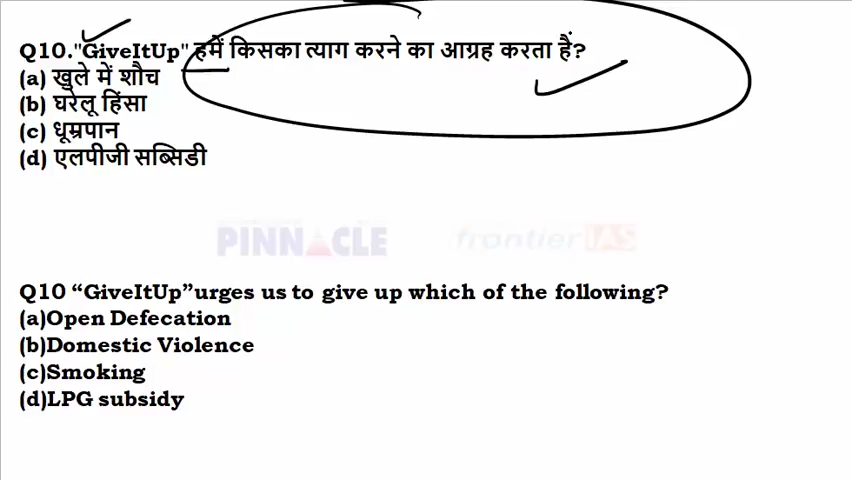 Q10."GiveItUp" हमें किसका त्याग करने का आग्रह करता हैं?
(a) खुले में शौच
(b) घरेलू हिंसा
(c) धूम्रपान
(d) एलपीजी सब्सिडी
PINNACLE frontier IAS
Q10 “GiveItUp”urges us to give up which of the following?
(a)Open Defecation
(b)Domestic Violence
(c)Smoking
(d)LPG subsidy